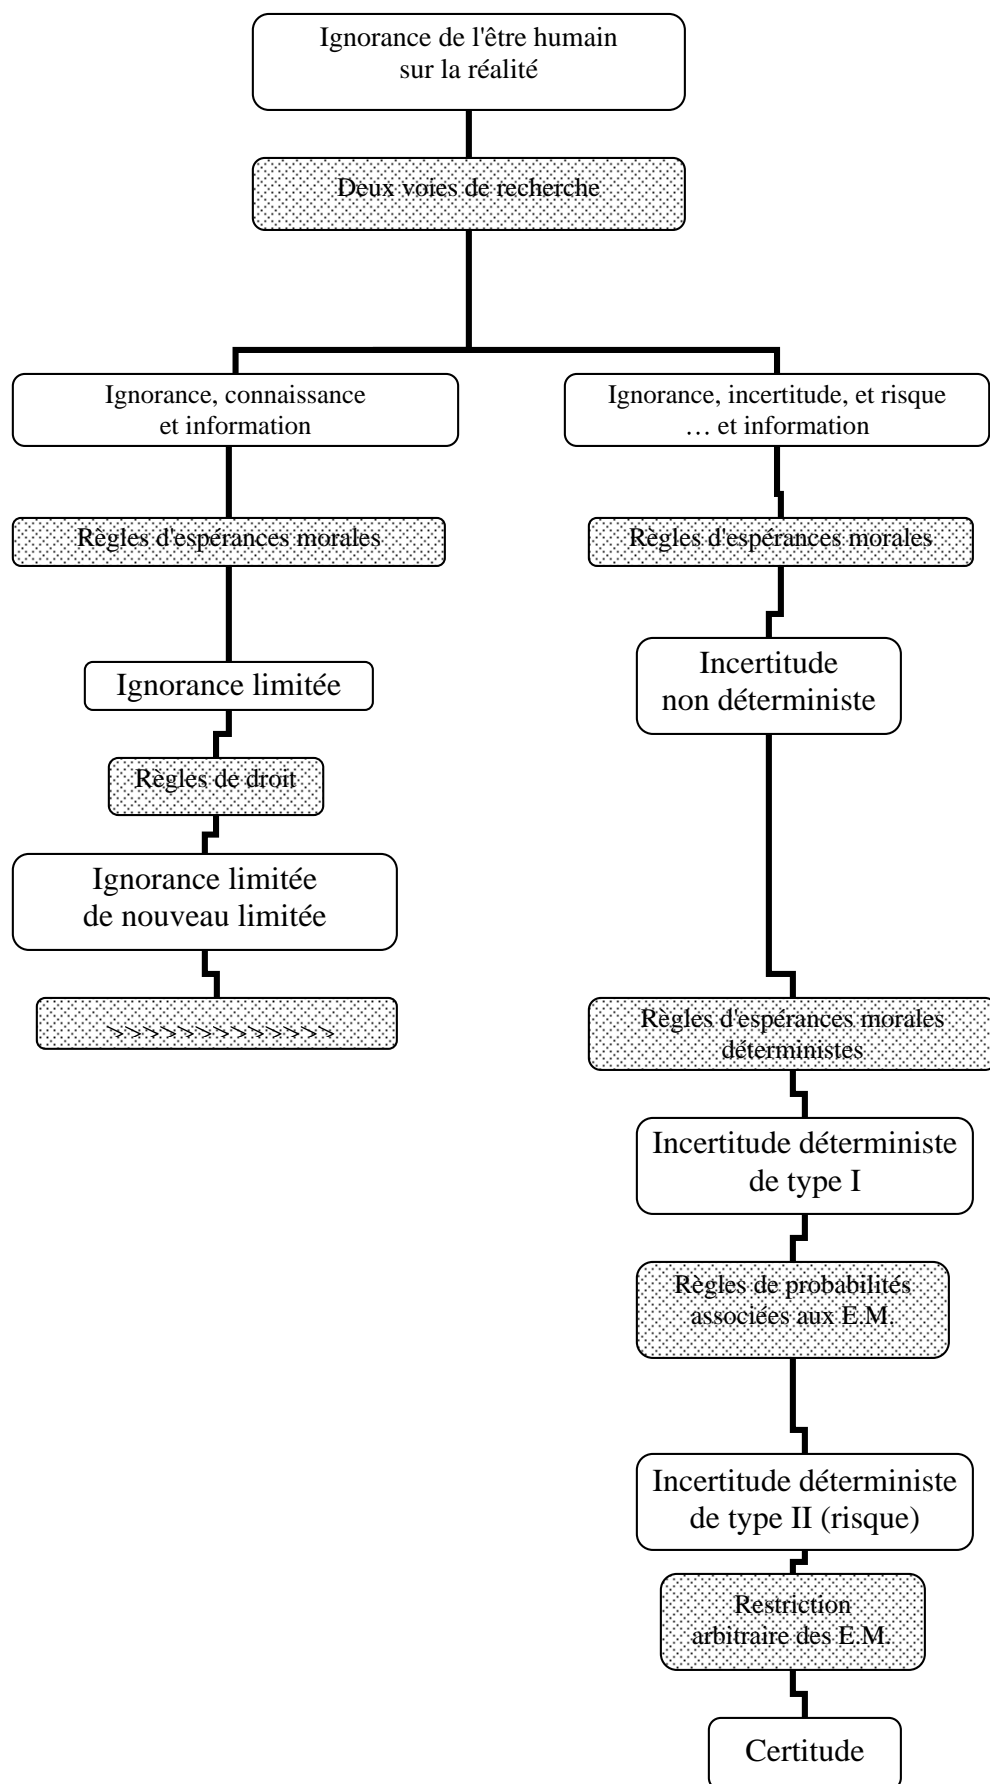 Ignorance de l'être humain
sur la réalité
Deux voies de recherche
Ignorance, connaissance
et information
Règles d'espérances morales
Ignorance limitée
Règles de droit
Ignorance limitée
de nouveau limitée
>>>>>>>>>>>>>
Ignorance, incertitude, et risque
… et information
Règles d'espérances morales
Incertitude
non déterministe
Règles d'espérances morales
déterministes
Incertitude déterministe
de type I
Règles de probabilités
associées aux E.M.
Incertitude déterministe
de type II (risque)
Restriction
arbitraire des E.M.
Certitude